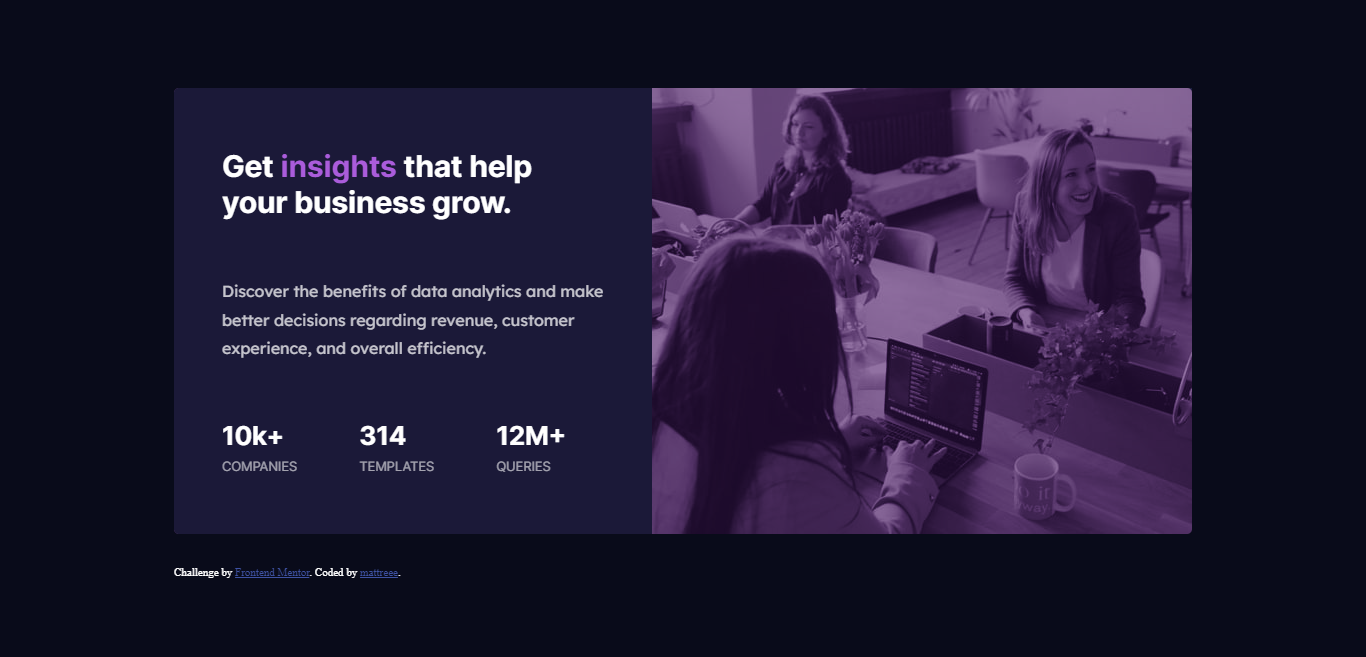 Get insights that help
your business grow.
Discover the benefits of data analytics and make
better decisions regarding revenue, customer
experience, and overall efficiency.
10k+ 314 12M+
COMPANIES TEMPLATES QUERIES
Challenge by Frontend Mentor. Coded by mattreee.